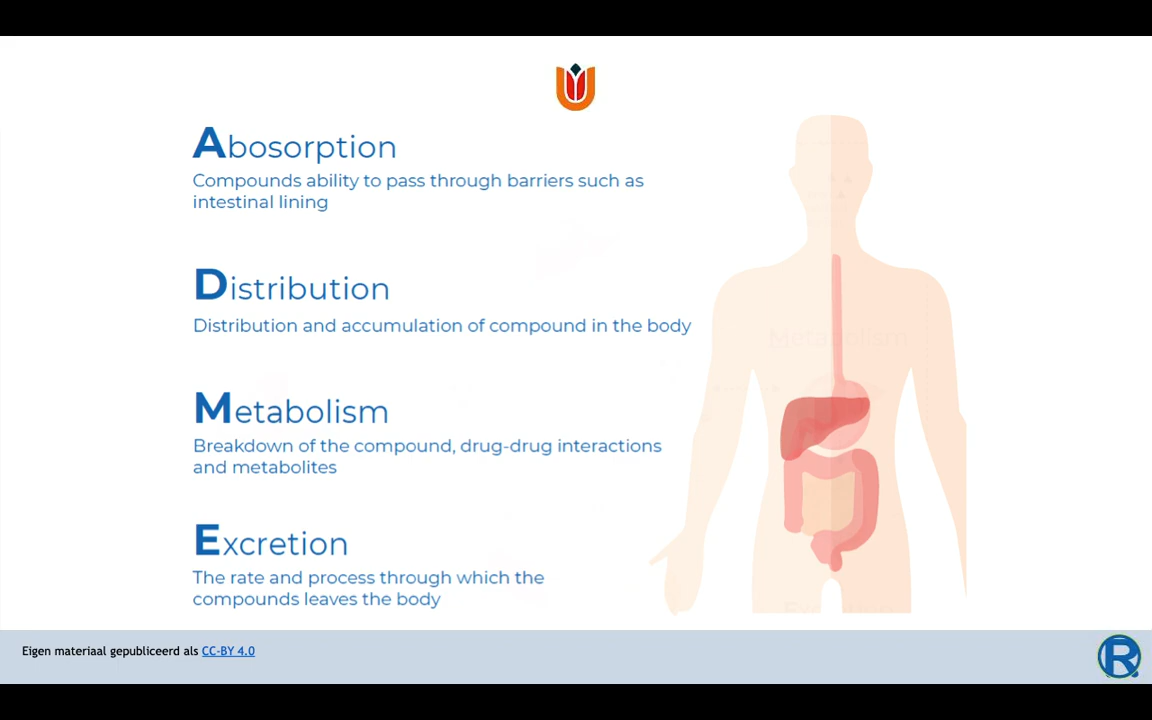 Abosorption
Compounds ability to pass through barriers such as
intestinal lining
Distribution
Distribution and accumulation of compound in the body
Metabolism
Breakdown of the compound, drug-drug interactions
and metabolites
Excretion
The rate and process through which the
compounds leaves the body
Metabolism
Eigen materiaal gepubliceerd als CC-BY 4.0
R